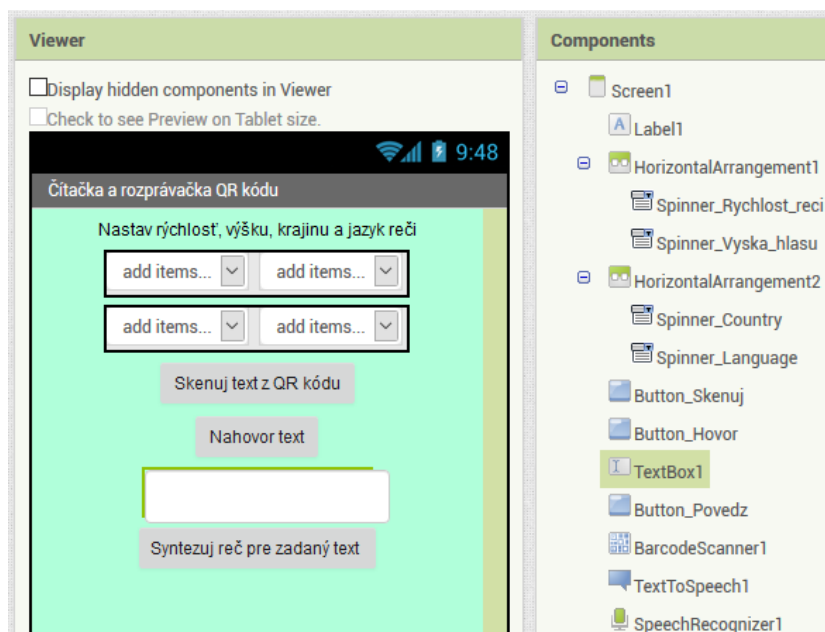 Viewer
Display hidden components in Viewer
Check to see Preview on Tablet size.
9:48
Čítačka a rozprávačka QR kódu
Nastav rýchlosť, výšku, krajinu a jazyk reči
add items... add items...
add items... add items...
Skenuj text z QR kódu
Nahovor text
Syntezuj reč pre zadaný text
Components
Screen1
Label1
HorizontalArrangement1
Spinner_Rychlost_reci
Spinner_Vyska_hlasu
HorizontalArrangement2
Spinner_Country
Spinner_Language
Button_Skenuj
Button_Hovor
TextBox1
Button_Povedz
BarcodeScanner1
TextToSpeech1
SpeechRecognizer1